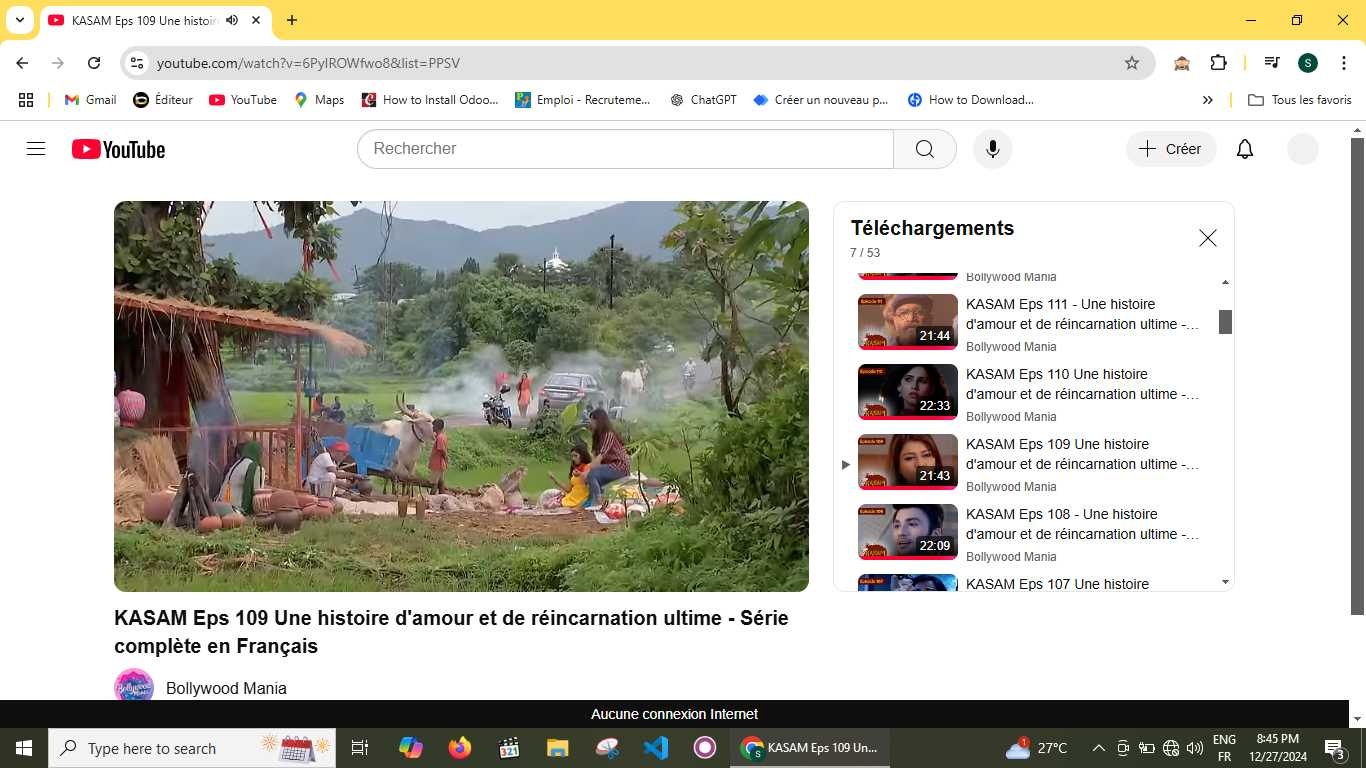 KASAM Eps 109 Une histoir
youtube.com/watch?v=6PyIROWfwo8&list=PPSV
S
Gmail
Éditeur
YouTube
Maps
How to Install Odoo...
Emploi - Recruteme...
ChatGPT
Créer un nouveau p...
How to Download...
Tous les favoris
YouTube
Rechercher
Créer
Téléchargements
7 / 53
Bollywood Mania
KASAM Eps 111 - Une histoire
d'amour et de réincarnation ultime -...
21:44
Bollywood Mania
KASAM Eps 110 Une histoire
d'amour et de réincarnation ultime -...
22:33
Bollywood Mania
KASAM Eps 109 Une histoire
d'amour et de réincarnation ultime -...
21:43
Bollywood Mania
KASAM Eps 108 - Une histoire
d'amour et de réincarnation ultime -...
22:09
Bollywood Mania
KASAM Eps 107 Une histoire
KASAM Eps 109 Une histoire d'amour et de réincarnation ultime - Série
complète en Français
Bollywood Mania
Aucune connexion Internet
Type here to search
KASAM Eps 109 Un...
1
27°C
ENG
FR
8:45 PM
12/27/2024
3